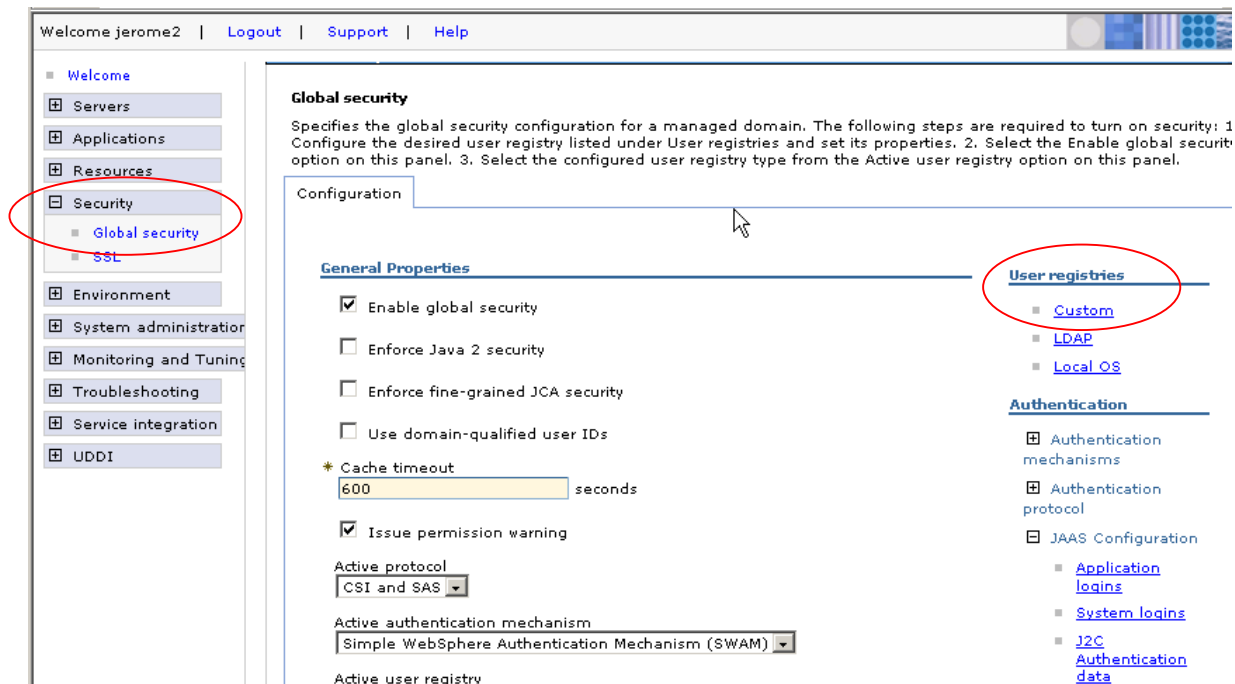 Welcome jerome2 | Logout | Support | Help
Welcome
Servers
Applications
Resources
Security
Global security
SSL
Environment
System administration
Monitoring and Tuning
Troubleshooting
Service integration
UDDI
Global security
Specifies the global security configuration for a managed domain. The following steps are required to turn on security: 1
Configure the desired user registry listed under User registries and set its properties. 2. Select the Enable global securit
option on this panel. 3. Select the configured user registry type from the Active user registry option on this panel.
Configuration
General Properties
Enable global security
Enforce Java 2 security
Enforce fine-grained JCA security
Use domain-qualified user IDs
* Cache timeout
600 seconds
Issue permission warning
Active protocol
CSI and SAS
Active authentication mechanism
Simple WebSphere Authentication Mechanism (SWAM)
Active user registry
User registries
Custom
LDAP
Local OS
Authentication
Authentication
mechanisms
Authentication
protocol
JAAS Configuration
Application
logins
System logins
J2C
Authentication
data